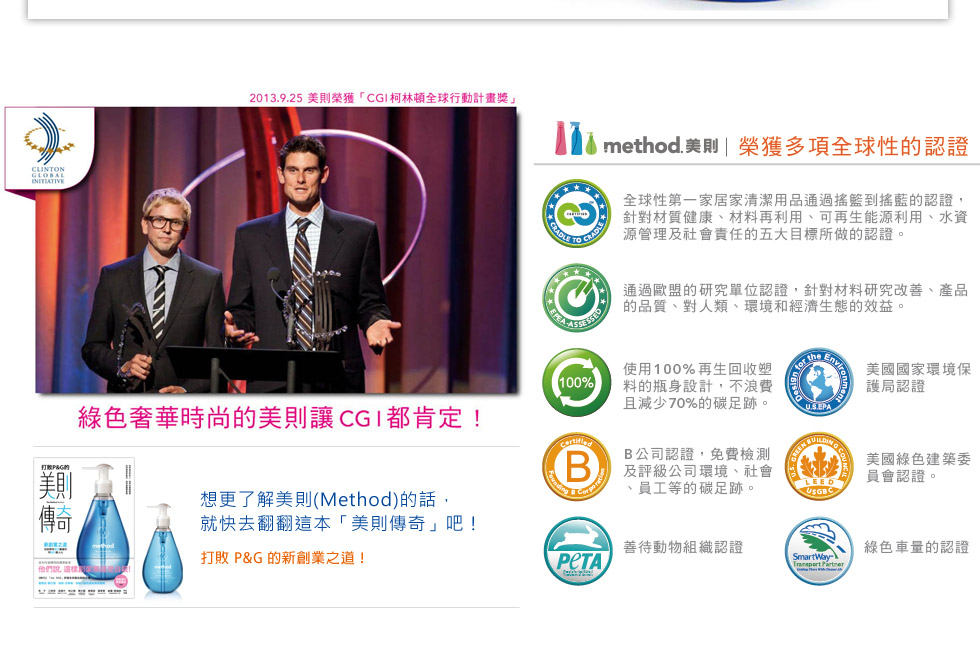 2013.9.25 美則榮獲「CGI柯林頓全球行動計畫獎」
CLINTON
GLOBAL
INITIATIVE
綠色奢華時尚的美則讓CGI都肯定！
打敗P&G的
美則
傳奇
新創業之道
method
想更了解美則(Method)的話，
就快去翻翻這本「美則傳奇」吧！
打敗 P&G 的新創業之道！
method.美則| 榮獲多項全球性的認證
CERTIFIED
CRADLE TO CRADLE
全球性第一家居家清潔用品通過搖籃到搖藍的認證，
針對材質健康、材料再利用、可再生能源利用、水資
源管理及社會責任的五大目標所做的認證。
EPEA-ASSESSED
通過歐盟的研究單位認證，針對材料研究改善、產品
的品質、對人類、環境和經濟生態的效益。
100%
使用100%再生回收塑
料的瓶身設計，不浪費
且減少70%的碳足跡。
Design for the Environment
U.S.EPA
美國國家環境保
護局認證
Certified
B
Founding B Corporation
B公司認證，免費檢測
及評級公司環境、社會
、員工等的碳足跡。
U.S. GREEN BUILDING COUNCIL
LEED
USGBC
美國綠色建築委
員會認證。
PETA
善待動物組織認證
SmartWay
Transport Partner
綠色車量的認證